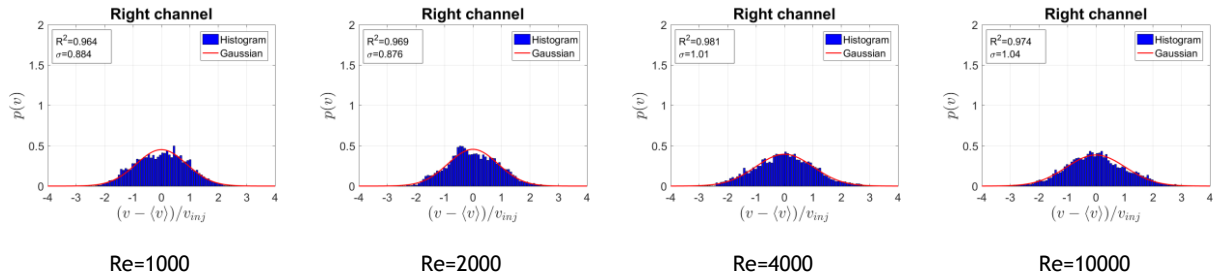 Right channel
2
1.5
1
0.5
0
p(v)
R²=0.964
σ=0.884
Histogram
Gaussian
-4 -3 -2 -1 0 1 2 3 4
(v − ⟨v⟩)/v_inj
Re=1000
Right channel
2
1.5
1
0.5
0
p(v)
R²=0.969
σ=0.876
Histogram
Gaussian
-4 -3 -2 -1 0 1 2 3 4
(v − ⟨v⟩)/v_inj
Re=2000
Right channel
2
1.5
1
0.5
0
p(v)
R²=0.981
σ=1.01
Histogram
Gaussian
-4 -3 -2 -1 0 1 2 3 4
(v − ⟨v⟩)/v_inj
Re=4000
Right channel
2
1.5
1
0.5
0
p(v)
R²=0.974
σ=1.04
Histogram
Gaussian
-4 -3 -2 -1 0 1 2 3 4
(v − ⟨v⟩)/v_inj
Re=10000